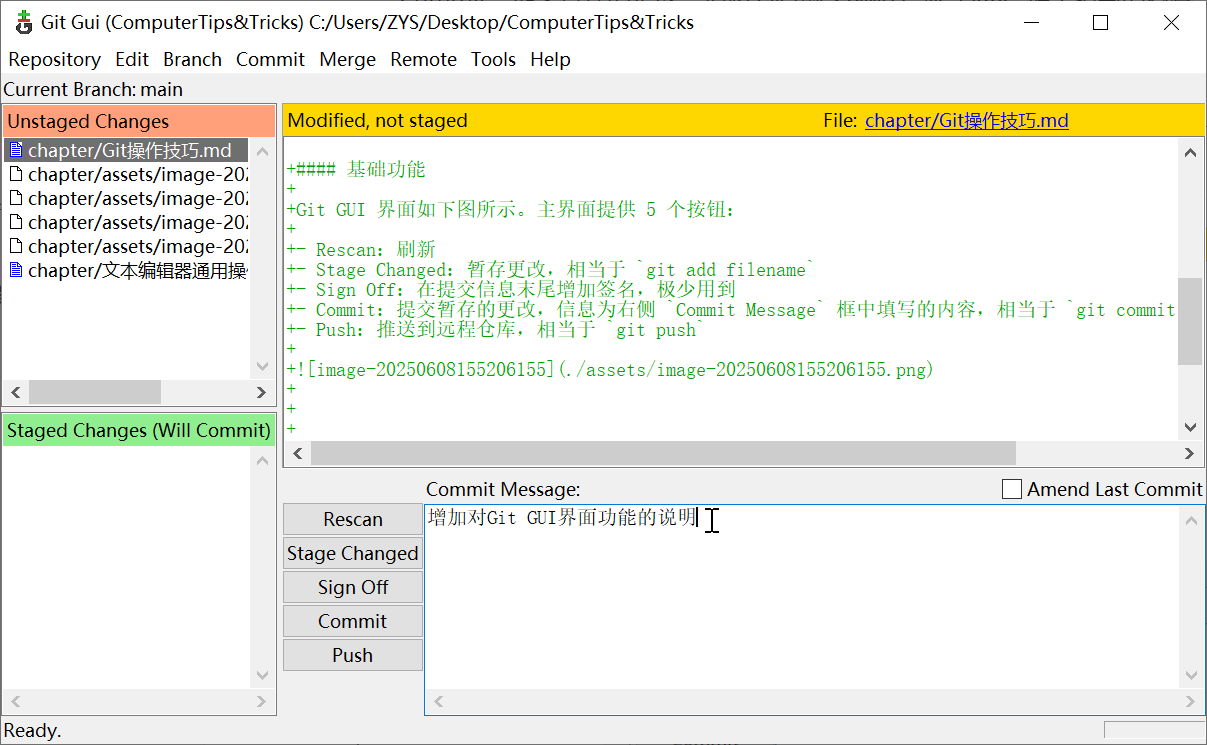 Git Gui (ComputerTips&Tricks) C:/Users/ZYS/Desktop/ComputerTips&Tricks
Repository Edit Branch Commit Merge Remote Tools Help
Current Branch: main
Unstaged Changes
chapter/Git操作技巧.md
chapter/assets/image-202
chapter/assets/image-202
chapter/assets/image-202
chapter/assets/image-202
chapter/文本编辑器通用操
Staged Changes (Will Commit)
Modified, not staged File: chapter/Git操作技巧.md
+#### 基础功能
+
+Git GUI 界面如下图所示。主界面提供 5 个按钮：
+
+- Rescan：刷新
+- Stage Changed：暂存更改，相当于 `git add filename`
+- Sign Off：在提交信息末尾增加签名，极少用到
+- Commit：提交暂存的更改，信息为右侧 `Commit Message` 框中填写的内容，相当于 `git commit
+- Push：推送到远程仓库，相当于 `git push`
+
+![image-20250608155206155](./assets/image-20250608155206155.png)
+
+
+
Commit Message: Amend Last Commit
Rescan
Stage Changed
Sign Off
Commit
Push
增加对Git GUI界面功能的说明
Ready.